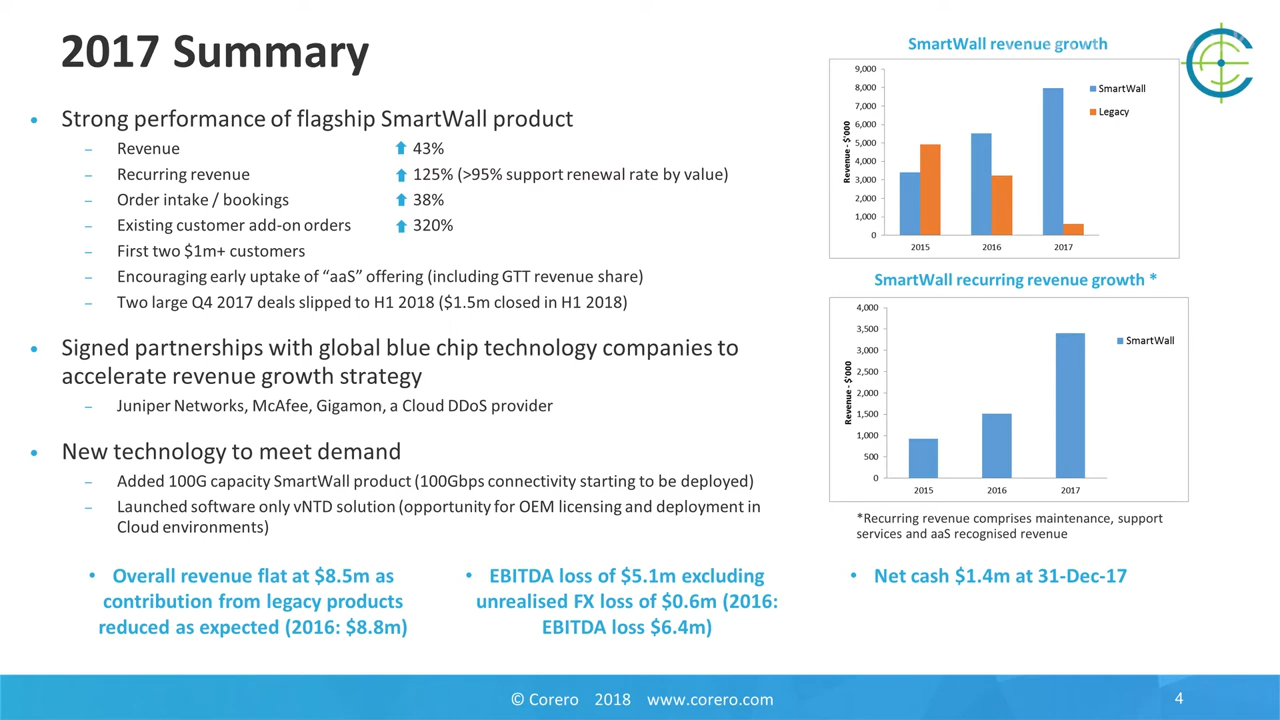 2017 Summary
• Strong performance of flagship SmartWall product
– Revenue 43%
– Recurring revenue 125% (>95% support renewal rate by value)
– Order intake / bookings 38%
– Existing customer add-on orders 320%
– First two $1m+ customers
– Encouraging early uptake of “aaS” offering (including GTT revenue share)
– Two large Q4 2017 deals slipped to H1 2018 ($1.5m closed in H1 2018)
• Signed partnerships with global blue chip technology companies to
accelerate revenue growth strategy
– Juniper Networks, McAfee, Gigamon, a Cloud DDoS provider
• New technology to meet demand
– Added 100G capacity SmartWall product (100Gbps connectivity starting to be deployed)
– Launched software only vNTD solution (opportunity for OEM licensing and deployment in
Cloud environments)
SmartWall revenue growth
9,000
8,000
7,000
6,000
5,000
4,000
3,000
2,000
1,000
0
Revenue - $'000
2015 2016 2017
SmartWall
Legacy
SmartWall recurring revenue growth *
4,000
3,500
3,000
2,500
2,000
1,500
1,000
500
0
Revenue - $'000
2015 2016 2017
SmartWall
*Recurring revenue comprises maintenance, support
services and aaS recognised revenue
• Overall revenue flat at $8.5m as
contribution from legacy products
reduced as expected (2016: $8.8m)
• EBITDA loss of $5.1m excluding
unrealised FX loss of $0.6m (2016:
EBITDA loss $6.4m)
• Net cash $1.4m at 31-Dec-17
© Corero 2018 www.corero.com
4